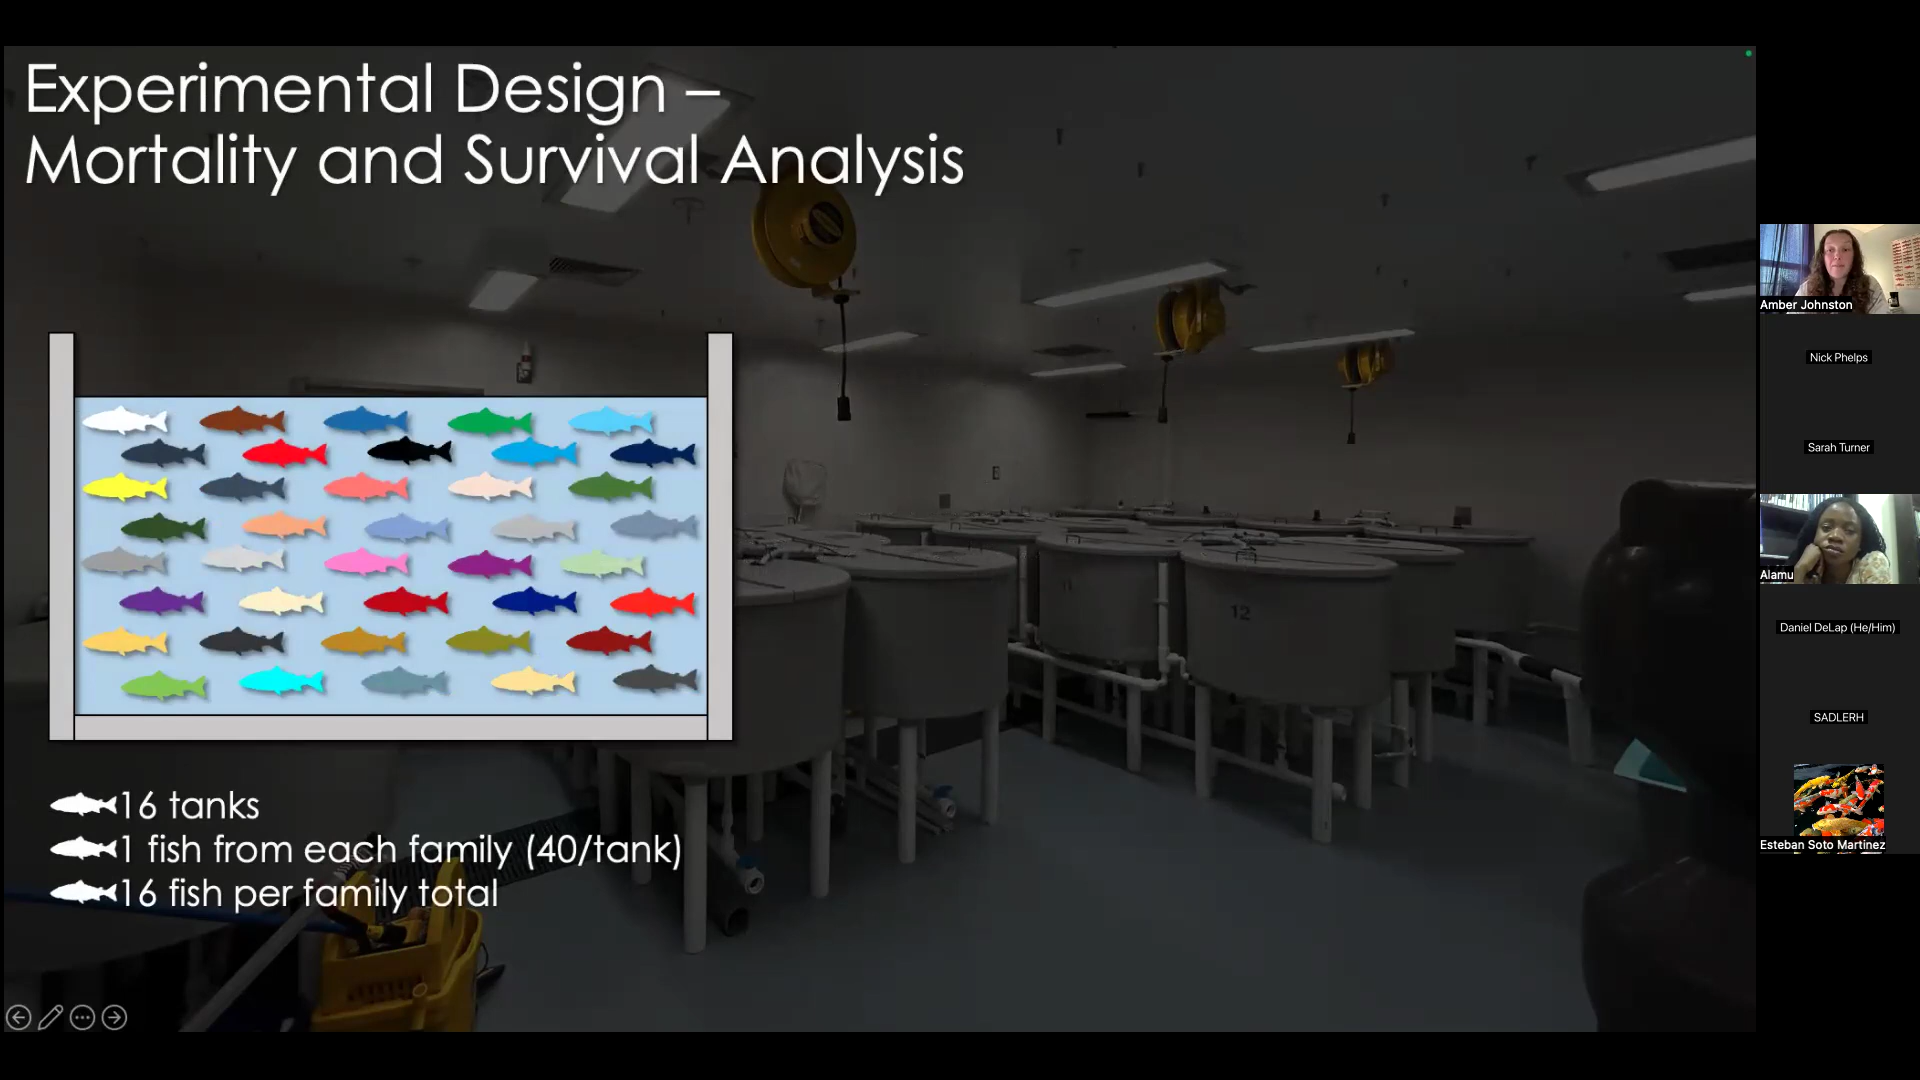 Experimental Design –
Mortality and Survival Analysis
16 tanks
1 fish from each family (40/tank)
16 fish per family total
12
Amber Johnston
Nick Phelps
Sarah Turner
Alamu
Daniel DeLap (He/Him)
SADLERH
Esteban Soto Martinez